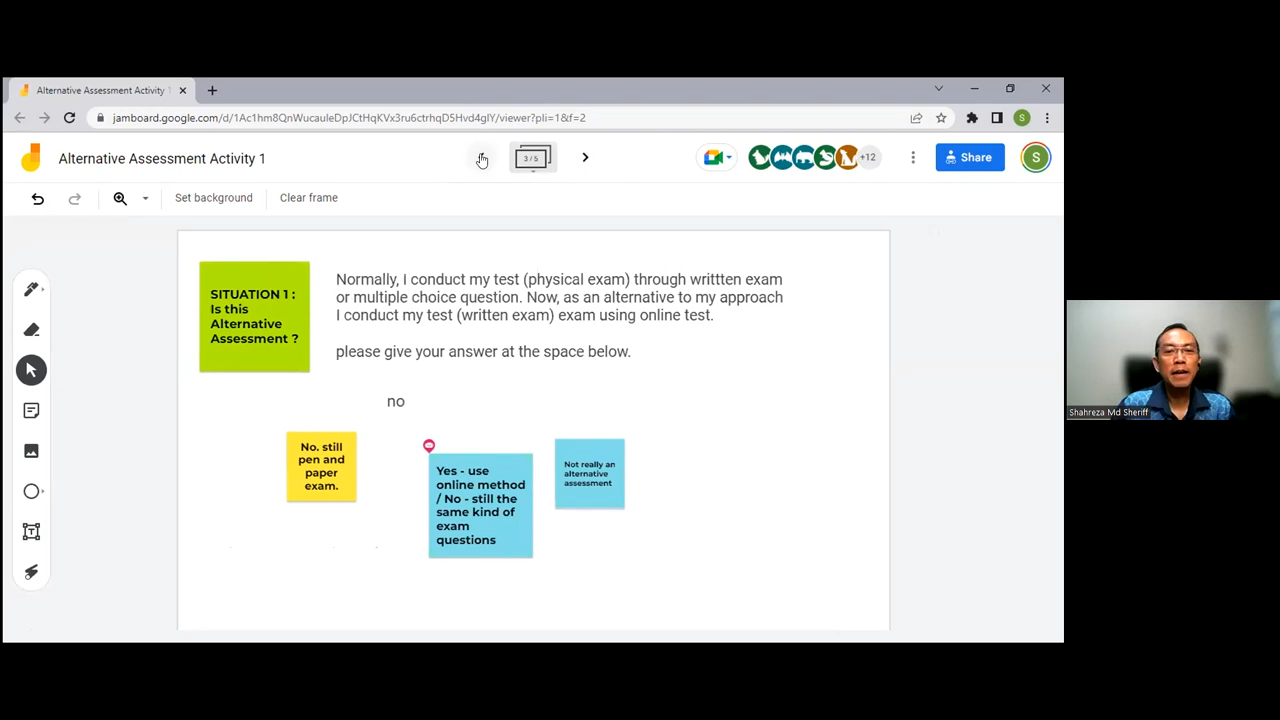 Alternative Assessment Activity 1
jamboard.google.com/d/1Ac1hm8QnWucauleDpJCtHqKVx3ru6ctrhqD5Hvd4gIY/viewer?pli=1&f=2
S
Alternative Assessment Activity 1
3 / 5
+12
Share
S
Set background
Clear frame
SITUATION 1 :
Is this
Alternative
Assessment ?
Normally, I conduct my test (physical exam) through writtten exam
or multiple choice question. Now, as an alternative to my approach
I conduct my test (written exam) exam using online test.
please give your answer at the space below.
no
No. still
pen and
paper
exam.
Yes - use
online method
/ No - still the
same kind of
exam
questions
Not really an
alternative
assessment
Shahreza Md Sheriff